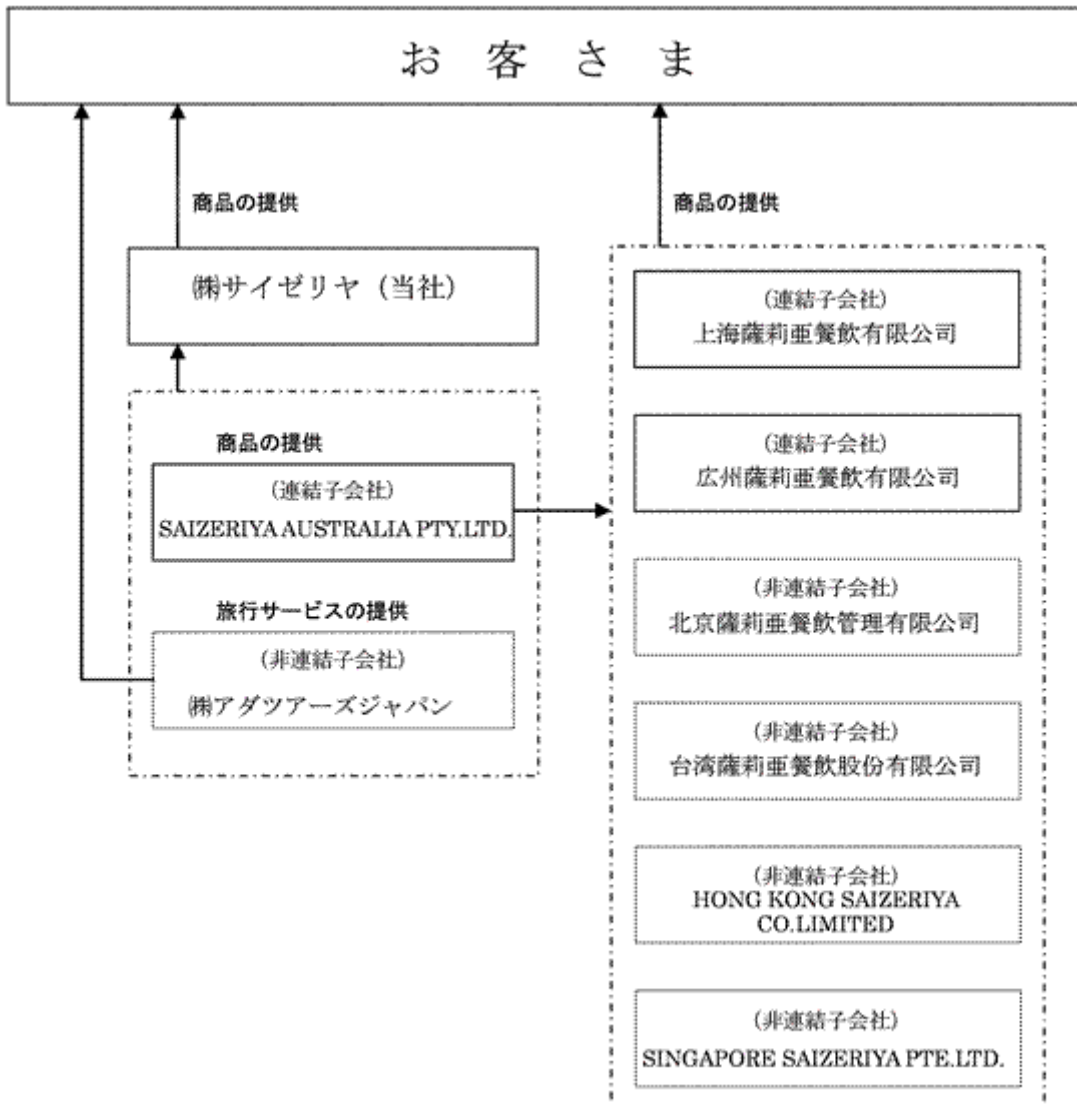 お客さま
商品の提供
商品の提供
㈱サイゼリヤ（当社）
商品の提供
(連結子会社)
SAIZERIYA AUSTRALIA PTY.LTD.
旅行サービスの提供
(非連結子会社)
㈱アダツアーズジャパン
(連結子会社)
上海薩莉亜餐飲有限公司
(連結子会社)
広州薩莉亜餐飲有限公司
(非連結子会社)
北京薩莉亜餐飲管理有限公司
(非連結子会社)
台湾薩莉亜餐飲股份有限公司
(非連結子会社)
HONG KONG SAIZERIYA
CO.LIMITED
(非連結子会社)
SINGAPORE SAIZERIYA PTE.LTD.